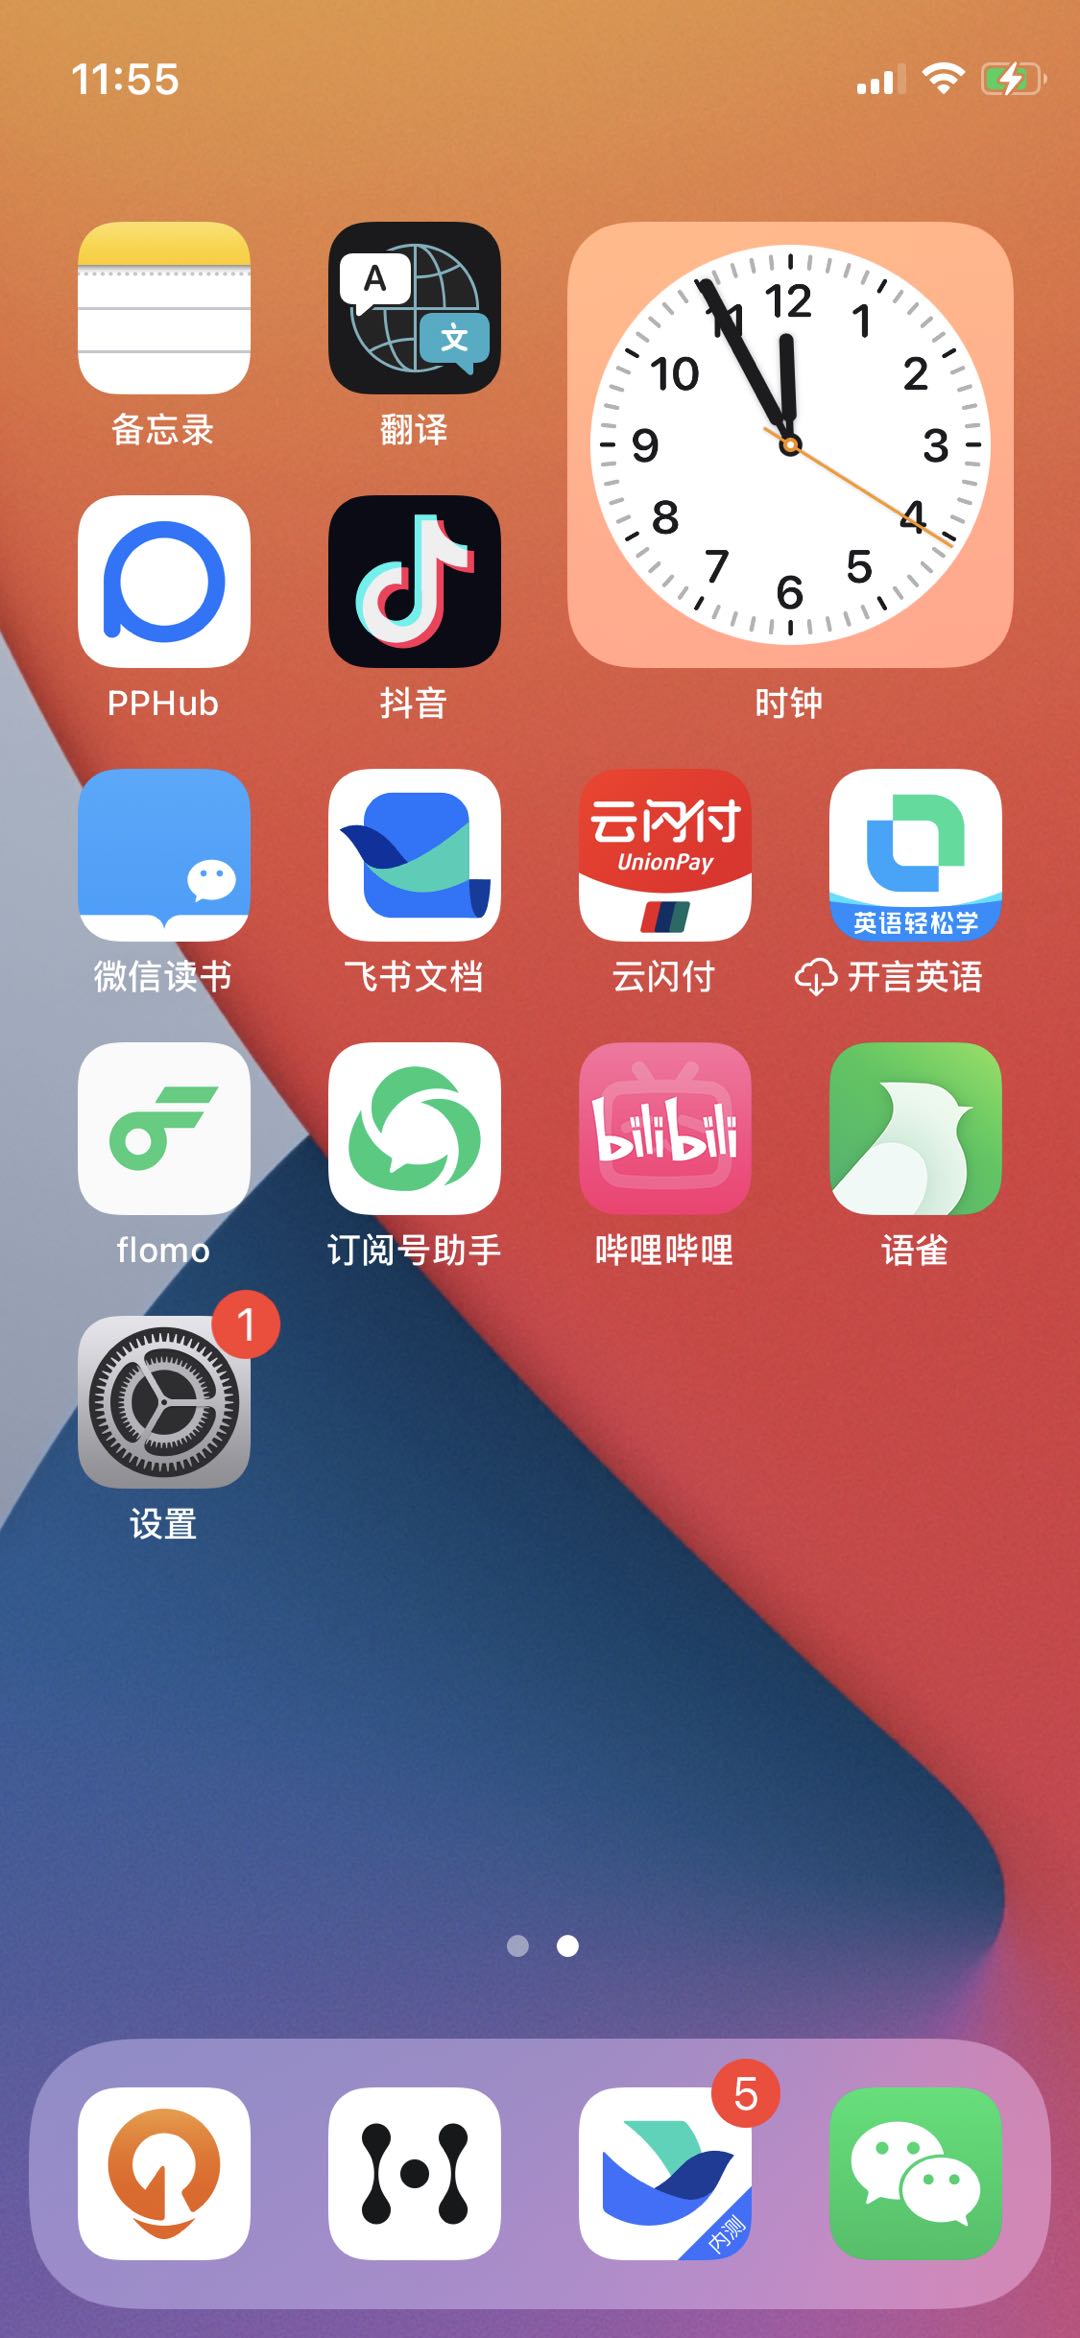 11:55
A
文
12
1
2
3
4
5
6
7
8
9
10
11
备忘录
翻译
PPHub
抖音
时钟
云闪付
UnionPay
英语轻松学
微信读书
飞书文档
云闪付
开言英语
bilibili
flomo
订阅号助手
哔哩哔哩
语雀
1
设置
5
内测